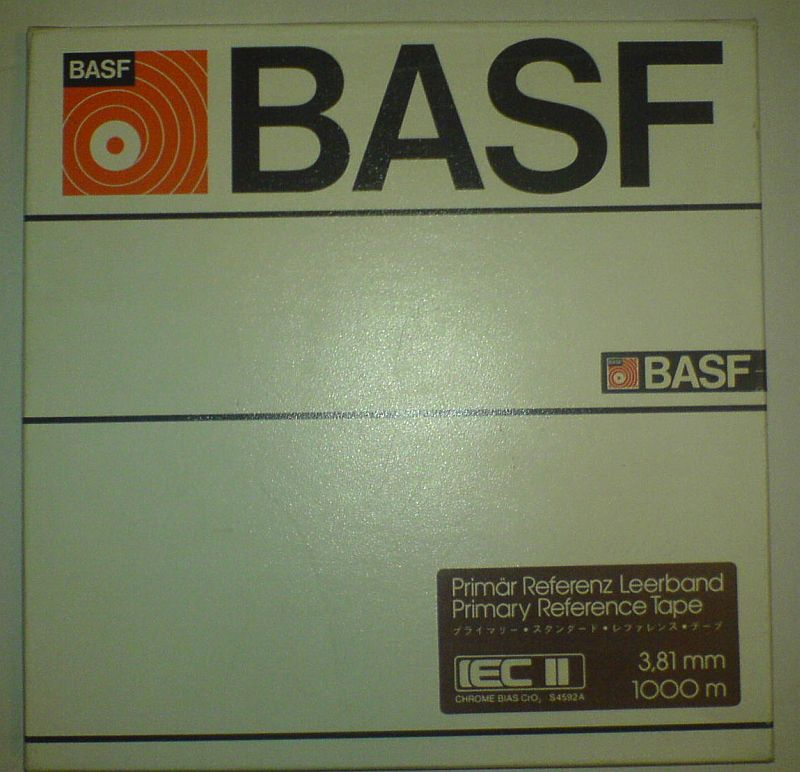 BASF
BASF
BASF
Primär Referenz Leerband
Primary Reference Tape
プライマリー•スタンダード•レファレンス•テープ
IEC II
3,81 mm
CHROME BIAS CrO₂ S4592A
1000 m